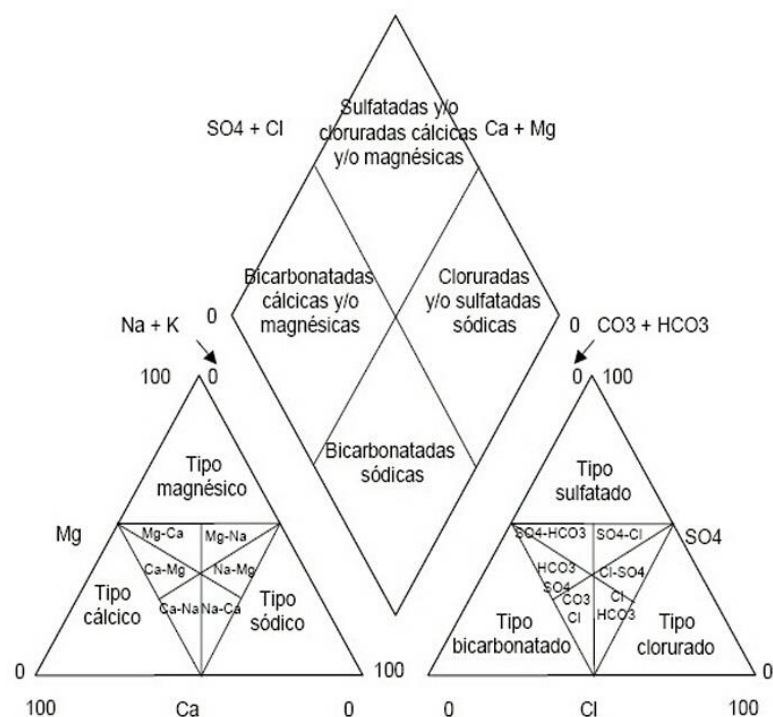 Sulfatadas y/o
SO4 + Cl
cloruradas cálcicas
Ca + Mg
y/o magnésicas
Bicarbonatadas
cálcicas y/o
magnésicas
Cloruradas
y/o sulfatadas
sódicas
0
0
Na + K
CO3 + HCO3
100
0
0
100
Bicarbonatadas
sódicas
Tipo
magnésico
Tipo
sulfatado
Mg
Mg-Ca
Mg-Na
Ca-Mg
Na-Mg
Ca-Na
Na-Ca
Tipo
cálcico
Tipo
sódico
SO4-HCO3
SO4-Cl
SO4
HCO3
SO4
Cl-SO4
CO3
Cl
Cl
HCO3
Tipo
bicarbonatado
Tipo
clorurado
0
100
0
100
Ca
0
0
Cl
100